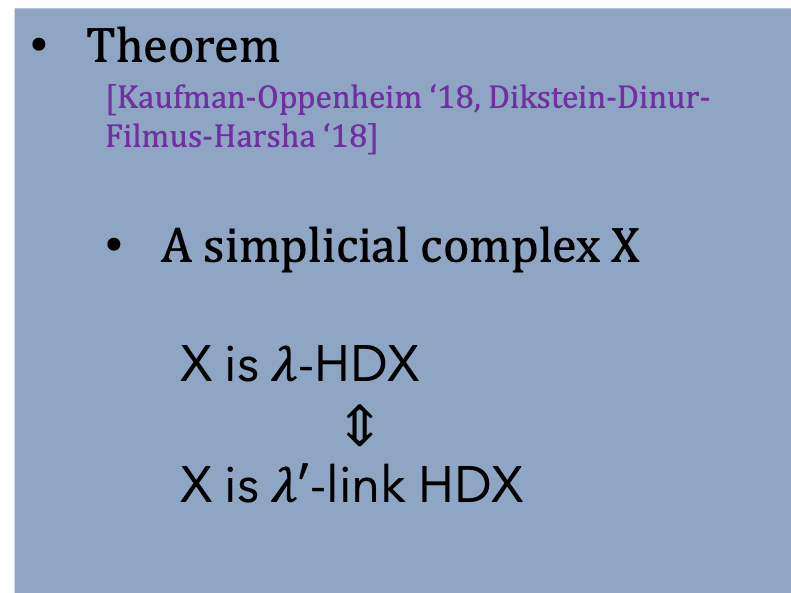 • Theorem
[Kaufman-Oppenheim ‘18, Dikstein-Dinur-
Filmus-Harsha ‘18]
• A simplicial complex X
X is λ-HDX
⇕
X is λ′-link HDX